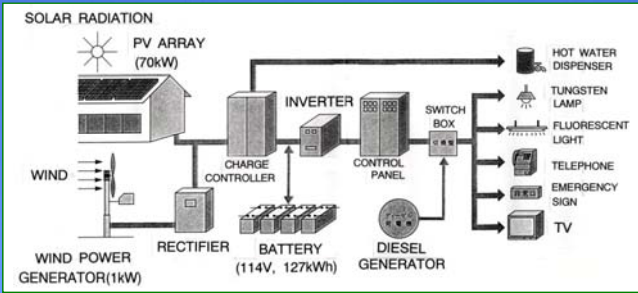 SOLAR RADIATION
PV ARRAY
(70kW)
HOT WATER
DISPENSER
INVERTER
SWITCH
BOX
TUNGSTEN
LAMP
FLUORESCENT
LIGHT
WIND
CHARGE
CONTROLLER
CONTROL
PANEL
TELEPHONE
EMERGENCY
SIGN
RECTIFIER
BATTERY
(114V, 127kWh)
DIESEL
GENERATOR
TV
WIND POWER
GENERATOR(1kW)